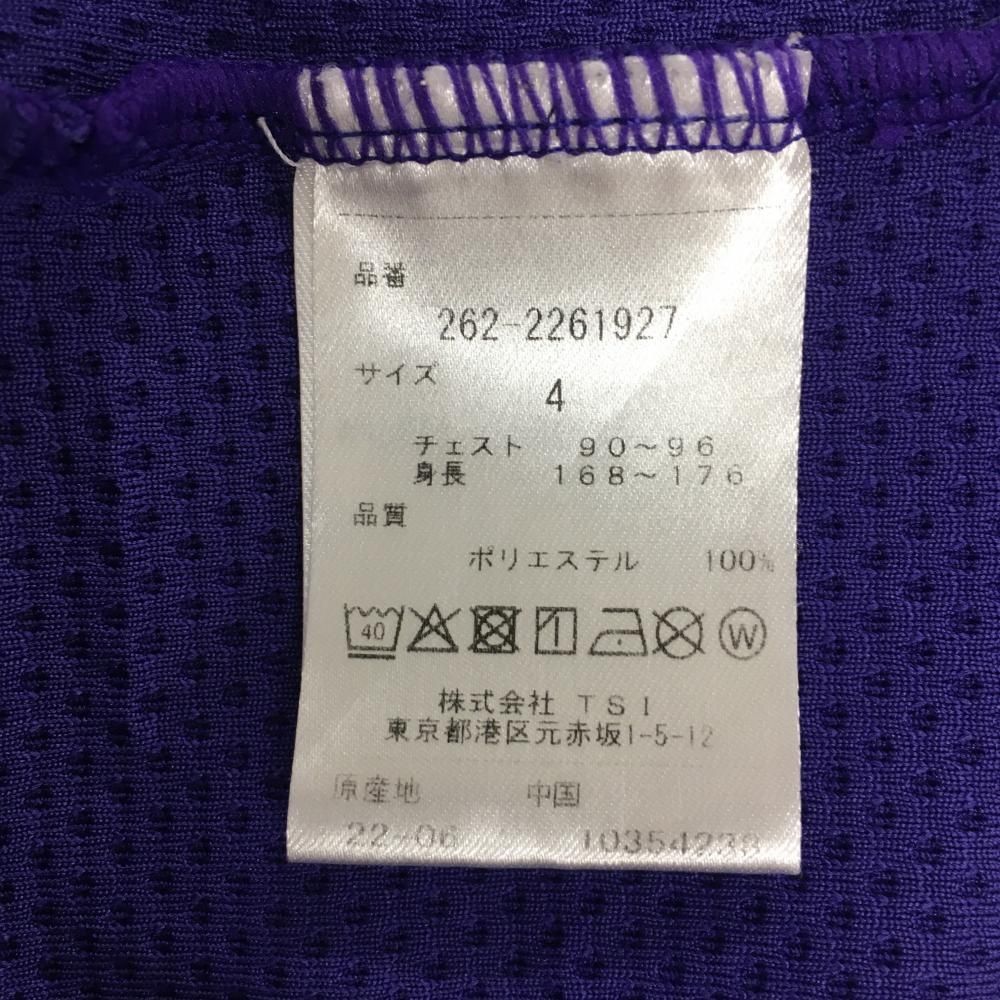 品番
262-2261927
サイズ
4
チェスト 90～96
身長 168～176
品質
ポリエステル 100%
40 W
株式会社 TSI
東京都港区元赤坂1-5-12
原産地 中国
22-06